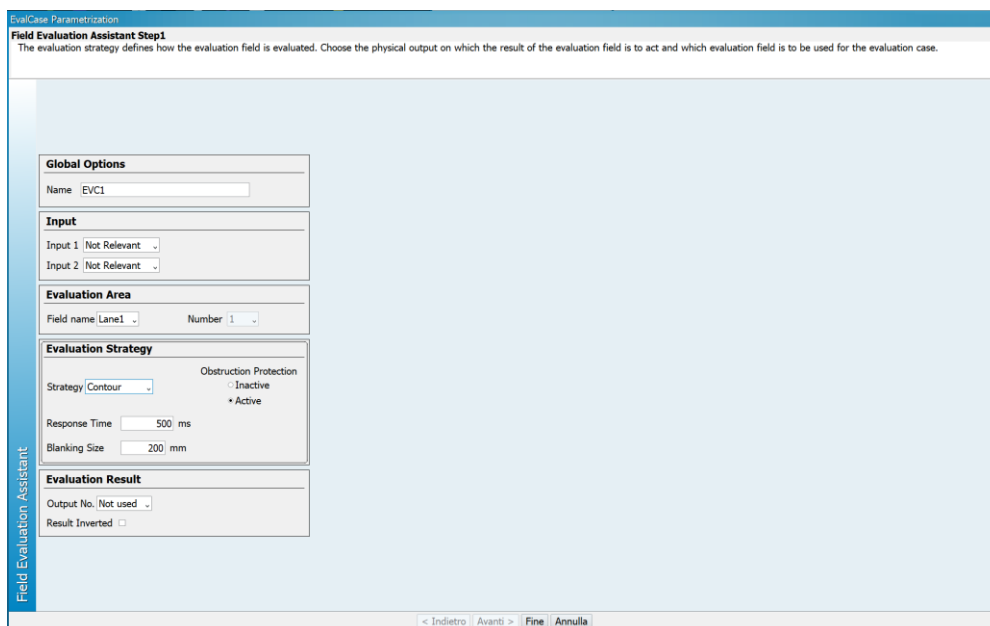 EvalCase Parametrization
Field Evaluation Assistant Step1
The evaluation strategy defines how the evaluation field is evaluated. Choose the physical output on which the result of the evaluation field is to act and which evaluation field is to be used for the evaluation case.
Global Options
Name EVC1
Input
Input 1 Not Relevant
Input 2 Not Relevant
Evaluation Area
Field name Lane1 Number 1
Evaluation Strategy
Obstruction Protection
Strategy Contour Inactive
Active
Response Time 500 ms
Blanking Size 200 mm
Evaluation Result
Output No. Not used
Result Inverted
Field Evaluation Assistant
< Indietro Avanti > Fine Annulla